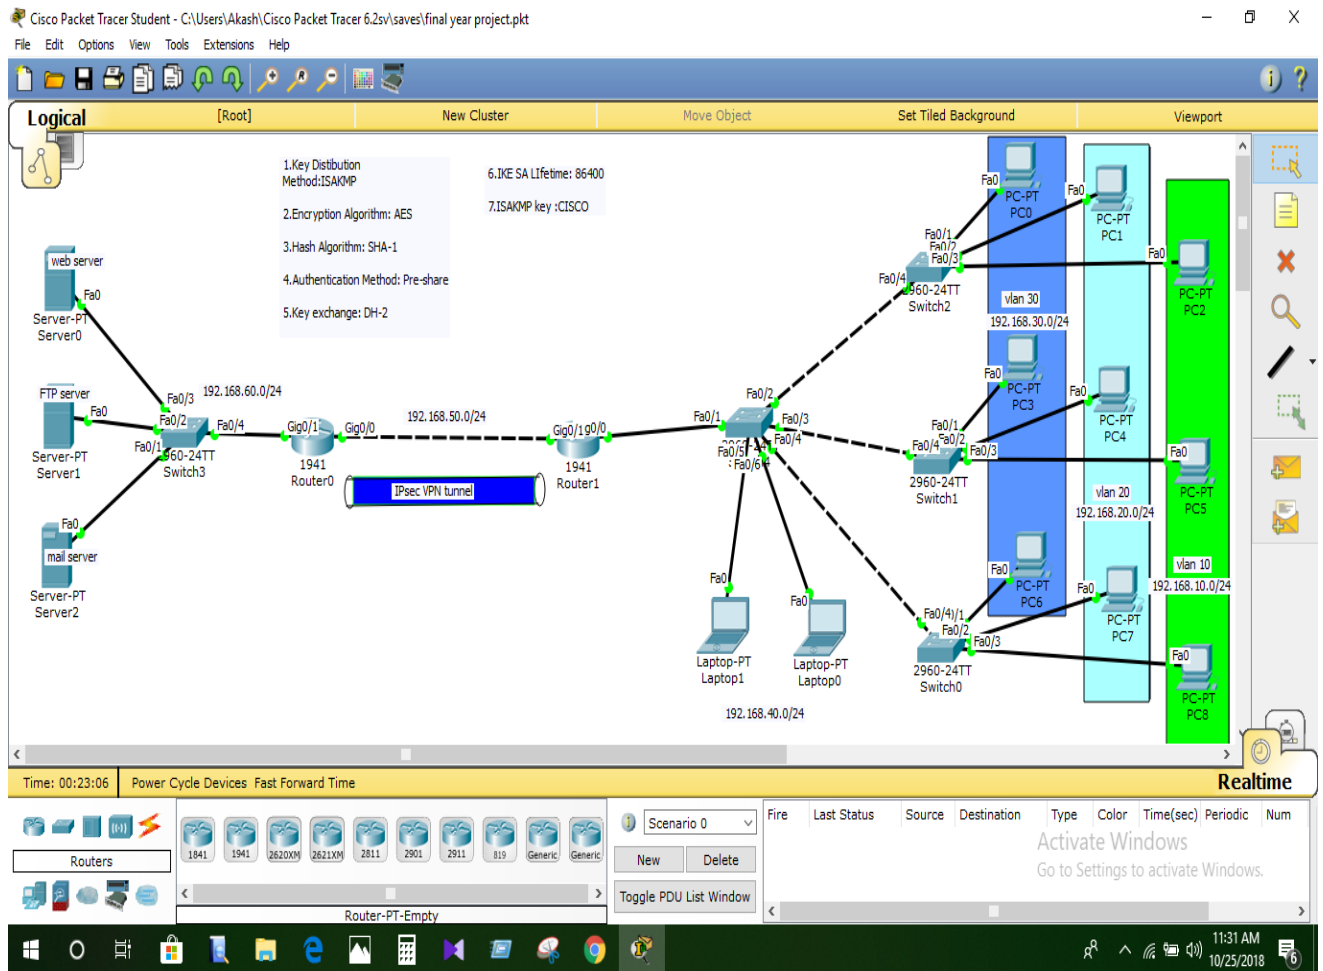 Cisco Packet Tracer Student - C:\Users\Akash\Cisco Packet Tracer 6.2sv\saves\final year project.pkt
File Edit Options View Tools Extensions Help
Logical [Root] New Cluster Move Object Set Tiled Background Viewport
1.Key Distibution
Method:ISAKMP
2.Encryption Algorithm: AES
3.Hash Algorithm: SHA-1
4.Authentication Method: Pre-share
5.Key exchange: DH-2
6.IKE SA LIfetime: 86400
7.ISAKMP key :CISCO
web server
Fa0
Server-PT
Server0
FTP server
Fa0
Server-PT
Server1
Fa0
mail server
Server-PT
Server2
192.168.60.0/24
Fa0/3
Fa0/2
Fa0/1
Fa0/4
960-24TT
Switch3
Gig0/1
Gig0/0
1941
Router0
192.168.50.0/24
IPsec VPN tunnel
Gig0/1
g0/0
1941
Router1
Fa0/1
Fa0/2
Fa0/3
Fa0/4
Fa0/5
Fa0/6
Fa0
Laptop-PT
Laptop1
Fa0
Laptop-PT
Laptop0
192.168.40.0/24
Fa0/1
Fa0/2
Fa0/3
Fa0/4
2960-24TT
Switch2
Fa0/1
Fa0/2
Fa0/3
Fa0/4
2960-24TT
Switch1
Fa0/4
)/1
Fa0/2
Fa0/3
2960-24TT
Switch0
Fa0
PC-PT
PC0
Fa0
PC-PT
PC1
Fa0
PC-PT
PC2
vlan 30
192.168.30.0/24
Fa0
PC-PT
PC3
Fa0
PC-PT
PC4
Fa0
PC-PT
PC5
vlan 20
192.168.20.0/24
Fa0
PC-PT
PC6
Fa0
PC-PT
PC7
vlan 10
192.168.10.0/24
Fa0
PC-PT
PC8
Time: 00:23:06 Power Cycle Devices Fast Forward Time Realtime
Routers
1841 1941 2620XM 2621XM 2811 2901 2911 819 Generic Generic
Router-PT-Empty
Scenario 0
New Delete
Toggle PDU List Window
Fire Last Status Source Destination Type Color Time(sec) Periodic Num
Activate Windows
Go to Settings to activate Windows.
11:31 AM
10/25/2018
6